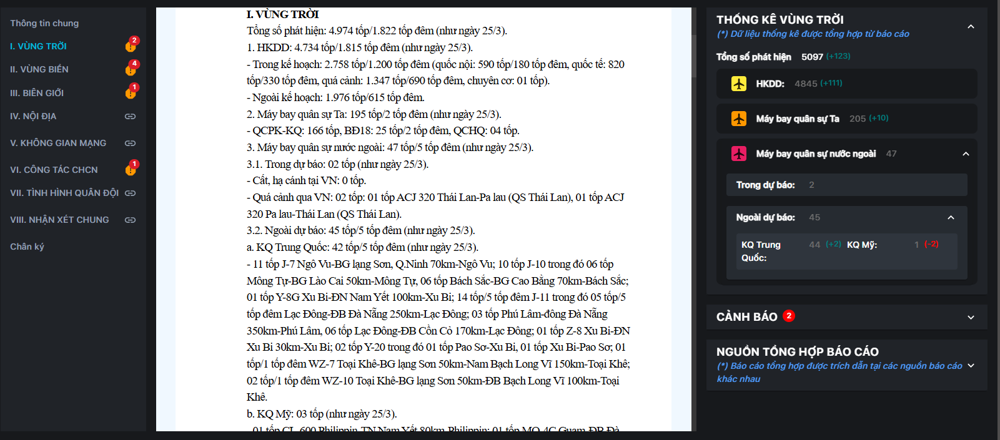 Thông tin chung
I. VÙNG TRỜI
2
II. VÙNG BIỂN
4
III. BIÊN GIỚI
1
IV. NỘI ĐỊA
V. KHÔNG GIAN MẠNG
VI. CÔNG TÁC CHCN
1
VII. TÌNH HÌNH QUÂN ĐỘI
VIII. NHẬN XÉT CHUNG
Chân ký
I. VÙNG TRỜI
Tổng số phát hiện: 4.974 tốp/1.822 tốp đêm (như ngày 25/3).
1. HKDD: 4.734 tốp/1.815 tốp đêm (như ngày 25/3).
- Trong kế hoạch: 2.758 tốp/1.200 tốp đêm (quốc nội: 590 tốp/180 tốp đêm, quốc tế: 820
tốp/330 tốp đêm, quá cảnh: 1.347 tốp/690 tốp đêm, chuyên cơ: 01 tốp).
- Ngoài kế hoạch: 1.976 tốp/615 tốp đêm.
2. Máy bay quân sự Ta: 195 tốp/2 tốp đêm (như ngày 25/3).
- QCPK-KQ: 166 tốp, BĐ18: 25 tốp/2 tốp đêm, QCHQ: 04 tốp.
3. Máy bay quân sự nước ngoài: 47 tốp/5 tốp đêm (như ngày 25/3).
3.1. Trong dự báo: 02 tốp (như ngày 25/3).
- Cất, hạ cánh tại VN: 0 tốp.
- Quá cảnh qua VN: 02 tốp: 01 tốp ACJ 320 Thái Lan-Pa lau (QS Thái Lan), 01 tốp ACJ
320 Pa lau-Thái Lan (QS Thái Lan).
3.2. Ngoài dự báo: 45 tốp/5 tốp đêm (như ngày 25/3).
a. KQ Trung Quốc: 42 tốp/5 tốp đêm (như ngày 25/3).
- 11 tốp J-7 Ngô Vu-BG lạng Sơn, Q.Ninh 70km-Ngô Vu; 10 tốp J-10 trong đó 06 tốp
Mông Tự-BG Lào Cai 50km-Mông Tự, 06 tốp Bách Sắc-BG Cao Bằng 70km-Bách Sắc;
01 tốp Y-8G Xu Bi-ĐN Nam Yết 100km-Xu Bi; 14 tốp/5 tốp đêm J-11 trong đó 05 tốp/5
tốp đêm Lạc Đông-ĐB Đà Nẵng 250km-Lạc Đông; 03 tốp Phú Lâm-đông Đà Nẵng
350km-Phú Lâm, 06 tốp Lạc Đông-ĐB Cồn Cỏ 170km-Lạc Đông; 01 tốp Z-8 Xu Bi-ĐN
Xu Bi 30km-Xu Bi; 02 tốp Y-20 trong đó 01 tốp Pao Sơ-Xu Bi, 01 tốp Xu Bi-Pao Sơ; 01
tốp/1 tốp đêm WZ-7 Toại Khê-BG lạng Sơn 50km-Nam Bạch Long Vĩ 150km-Toại Khê;
02 tốp/1 tốp đêm WZ-10 Toại Khê-BG lạng Sơn 50km-ĐB Bạch Long Vĩ 100km-Toại
Khê.
b. KQ Mỹ: 03 tốp (như ngày 25/3).
- 01 tốp CL-600 Philippin-TN Nam Yết 80km-Philippin; 01 tốp MQ-4C Guam-ĐB Đà
THỐNG KÊ VÙNG TRỜI
(*) Dữ liệu thống kê được tổng hợp từ báo cáo
Tổng số phát hiện 5097 (+123)
HKDD: 4845 (+111)
Máy bay quân sự Ta 205 (+10)
Máy bay quân sự nước ngoài 47
Trong dự báo: 2
Ngoài dự báo: 45
KQ Trung Quốc: 44 (+2) KQ Mỹ: 1 (-2)
CẢNH BÁO 2
NGUỒN TỔNG HỢP BÁO CÁO
(*) Báo cáo tổng hợp được trích dẫn tại các nguồn báo cáo
khác nhau